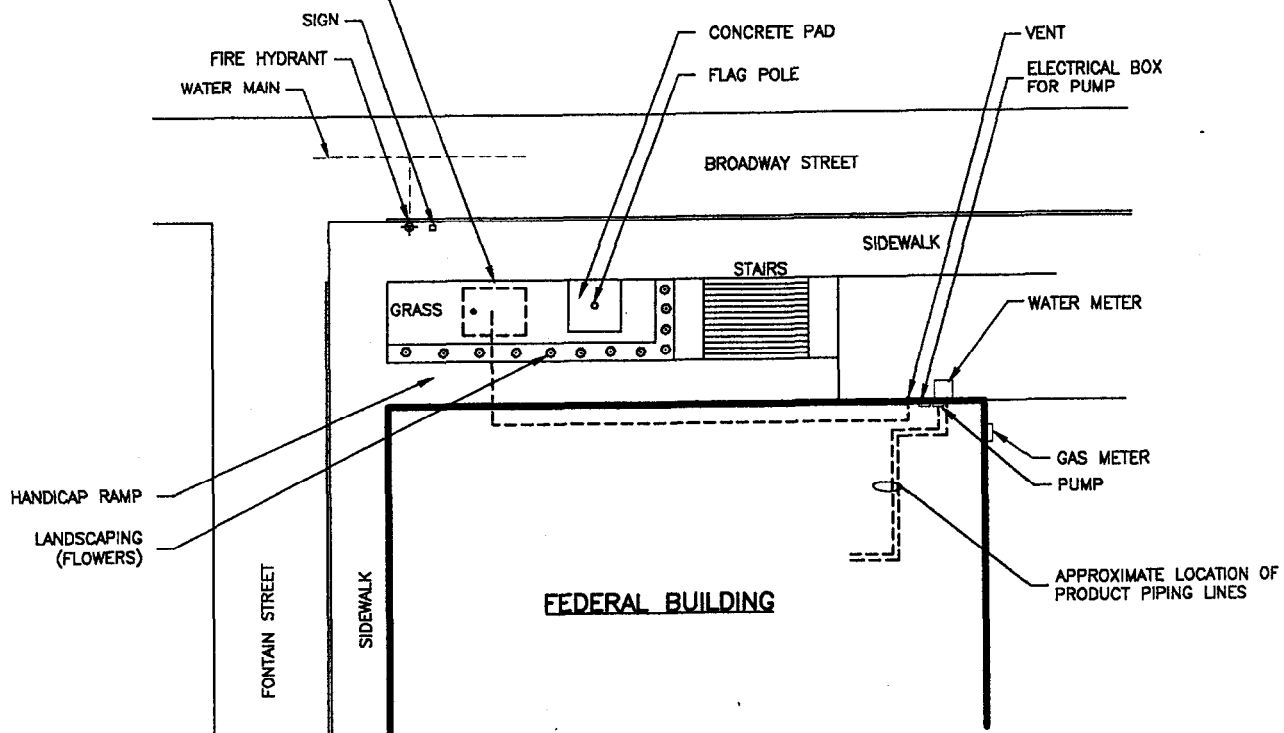 SIGN
CONCRETE PAD
VENT
FIRE HYDRANT
FLAG POLE
ELECTRICAL BOX
FOR PUMP
WATER MAIN
BROADWAY STREET
SIDEWALK
STAIRS
GRASS
WATER METER
GAS METER
PUMP
HANDICAP RAMP
LANDSCAPING
(FLOWERS)
APPROXIMATE LOCATION OF
PRODUCT PIPING LINES
FEDERAL BUILDING
FONTAIN STREET
SIDEWALK